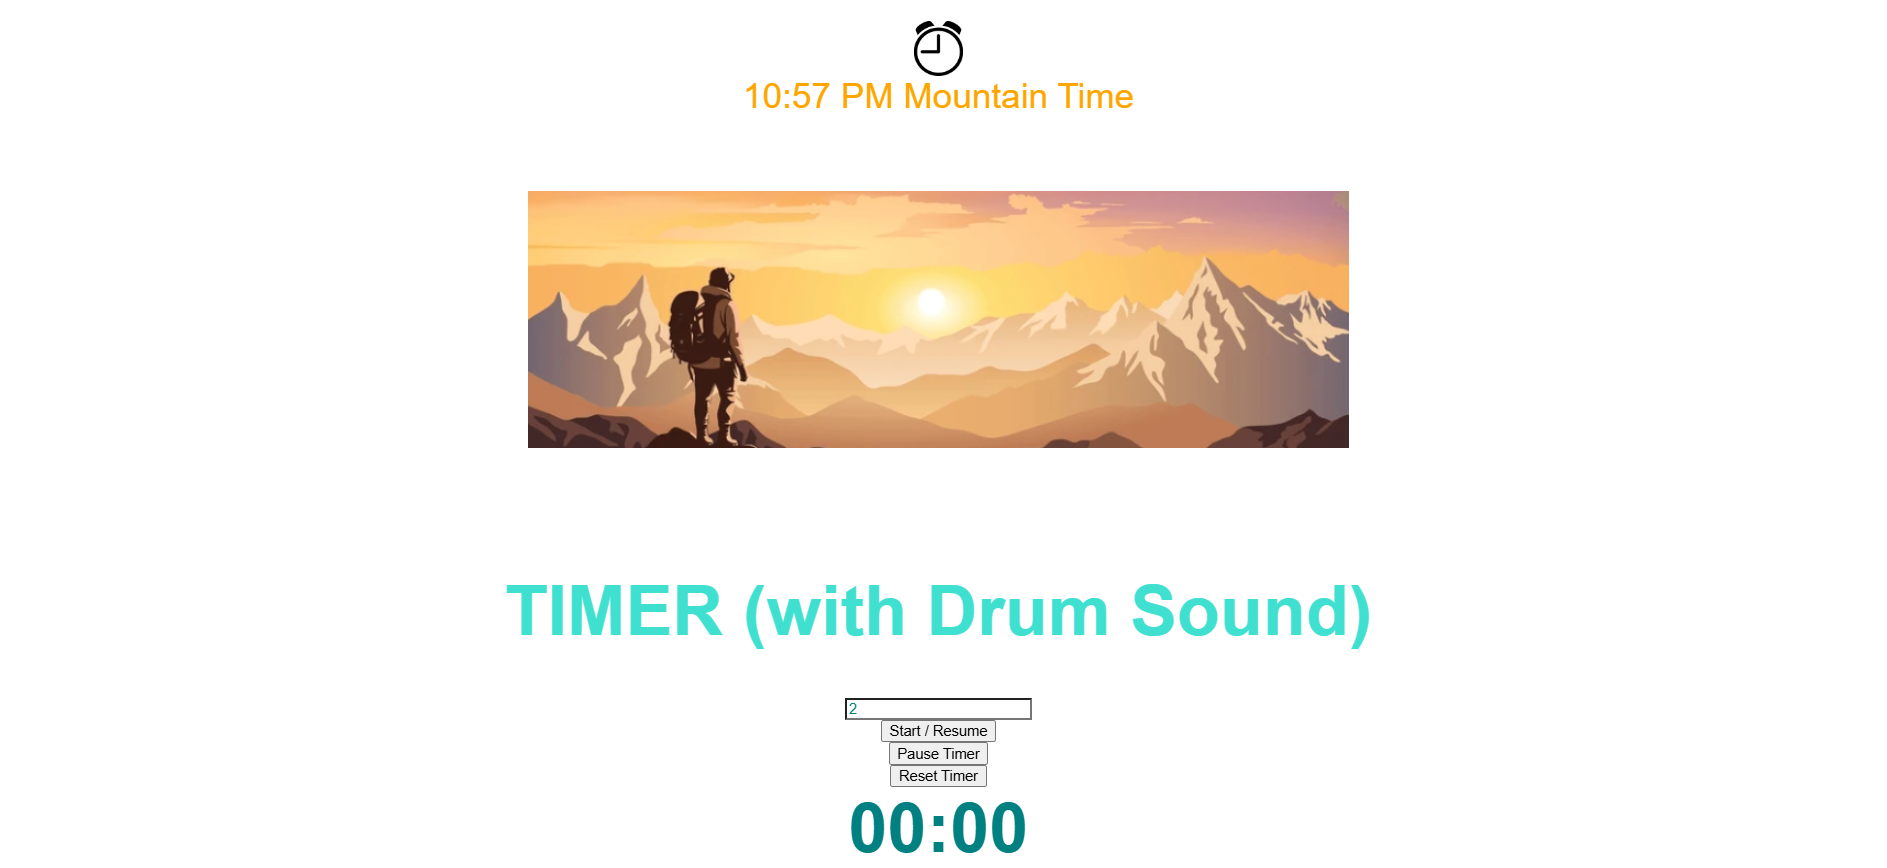 10:57 PM Mountain Time
TIMER (with Drum Sound)
2
Start / Resume
Pause Timer
Reset Timer
00:00